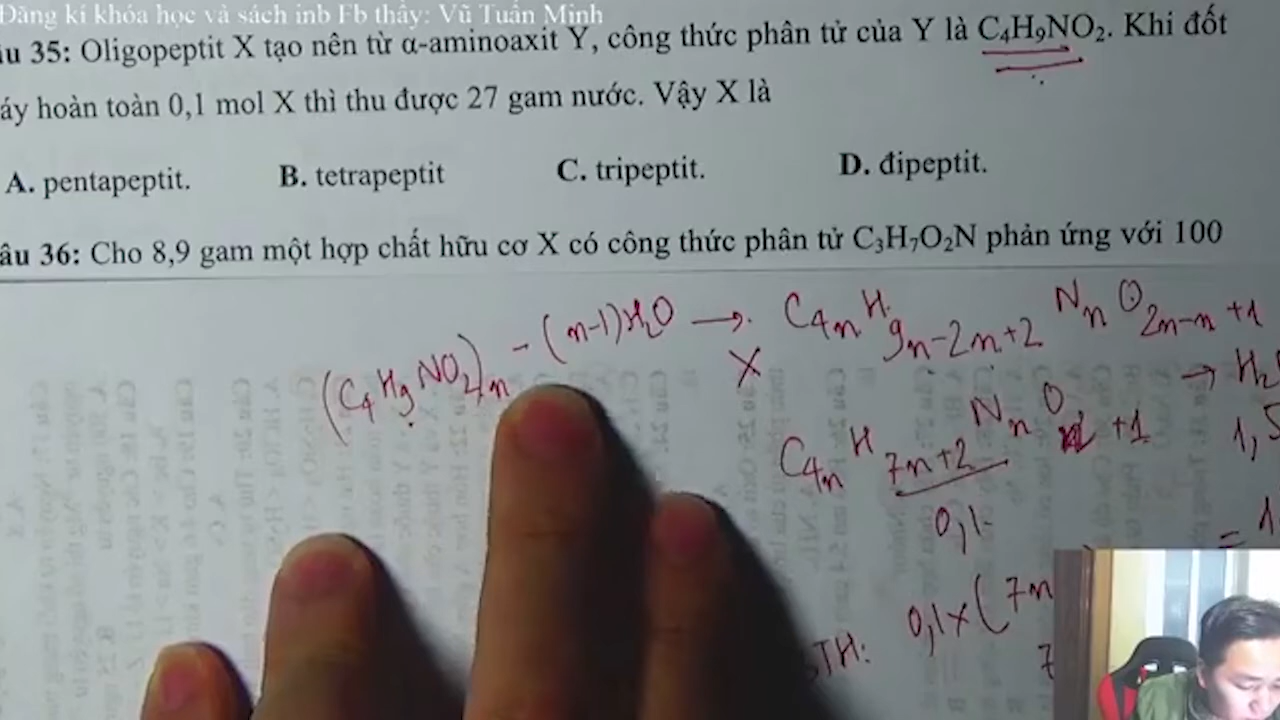 Đăng kí khóa học và sách inb Fb thầy: Vũ Tuấn Minh
u 35: Oligopeptit X tạo nên từ α-aminoaxit Y, công thức phân tử của Y là C₄H₉NO₂. Khi đốt
áy hoàn toàn 0,1 mol X thì thu được 27 gam nước. Vậy X là
A. pentapeptit. B. tetrapeptit C. tripeptit. D. đipeptit.
âu 36: Cho 8,9 gam một hợp chất hữu cơ X có công thức phân tử C₃H₇O₂N phản ứng với 100
(C₄H₉NO₂)ₙ - (n-1)H₂O → C₄ₙH₉ₙ₋₂ₙ₊₂NₙO₂ₙ₋ₙ₊₁
X
C₄ₙH₇ₙ₊₂NₙOₙ₊₁ → H₂O
0,1 1,5
= 1
BTH: 0,1×(7n
7